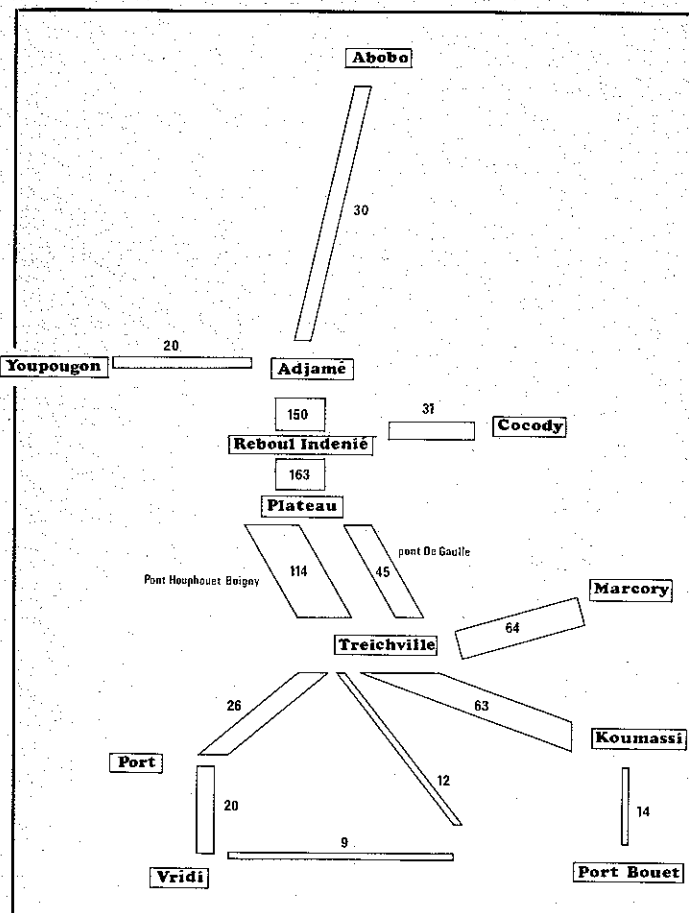 Abobo
30
20
Youpougon
Adjamé
150
31
Cocody
Reboul Indenié
163
Plateau
Pont Houphouet Boigny
114
45
pont De Gaulle
Marcory
64
Treichville
26
63
Koumassi
Port
12
20
14
9
Vridi
Port Bouet